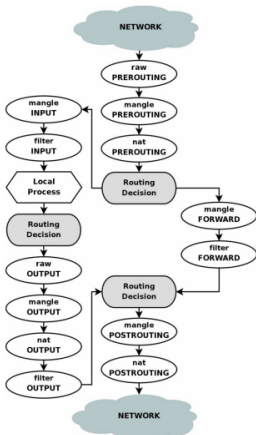 NETWORK
raw
PREROUTING
mangle
PREROUTING
nat
PREROUTING
Routing
Decision
mangle
INPUT
filter
INPUT
Local
Process
Routing
Decision
raw
OUTPUT
mangle
OUTPUT
nat
OUTPUT
filter
OUTPUT
mangle
FORWARD
filter
FORWARD
Routing
Decision
mangle
POSTROUTING
nat
POSTROUTING
NETWORK